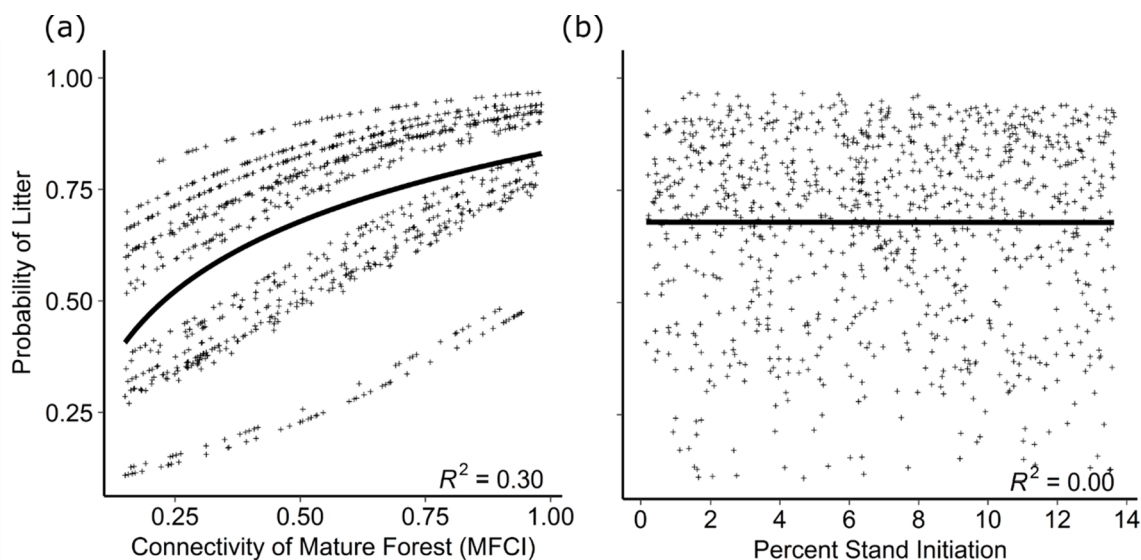 (a)
(b)
Probability of Litter
1.00
0.75
0.50
0.25
R² = 0.30
0.25 0.50 0.75 1.00
Connectivity of Mature Forest (MFCI)
R² = 0.00
0 2 4 6 8 10 12 14
Percent Stand Initiation